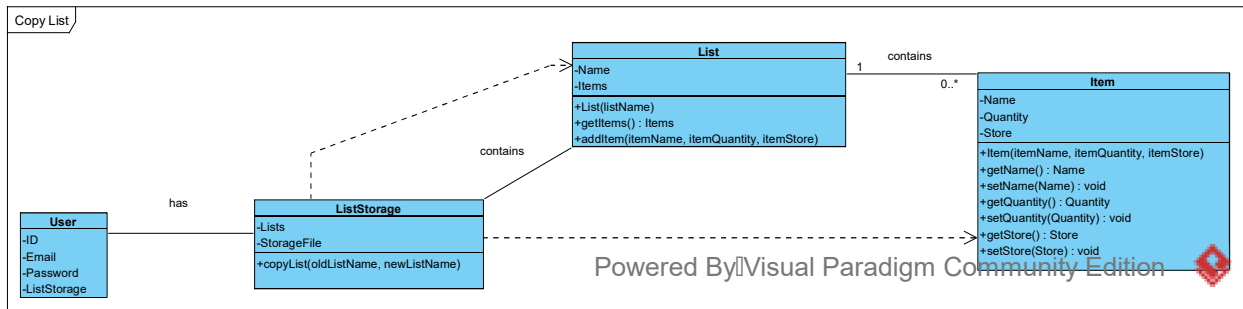 Copy List
List
-Name
-Items
+List(listName)
+getItems() : Items
+addItem(itemName, itemQuantity, itemStore)
contains
1
0..*
Item
-Name
-Quantity
-Store
+Item(itemName, itemQuantity, itemStore)
+getName() : Name
+setName(Name) : void
+getQuantity() : Quantity
+setQuantity(Quantity) : void
+getStore() : Store
+setStore(Store) : void
contains
has
ListStorage
-Lists
-StorageFile
+copyList(oldListName, newListName)
User
-ID
-Email
-Password
-ListStorage
Powered By Visual Paradigm Community Edition